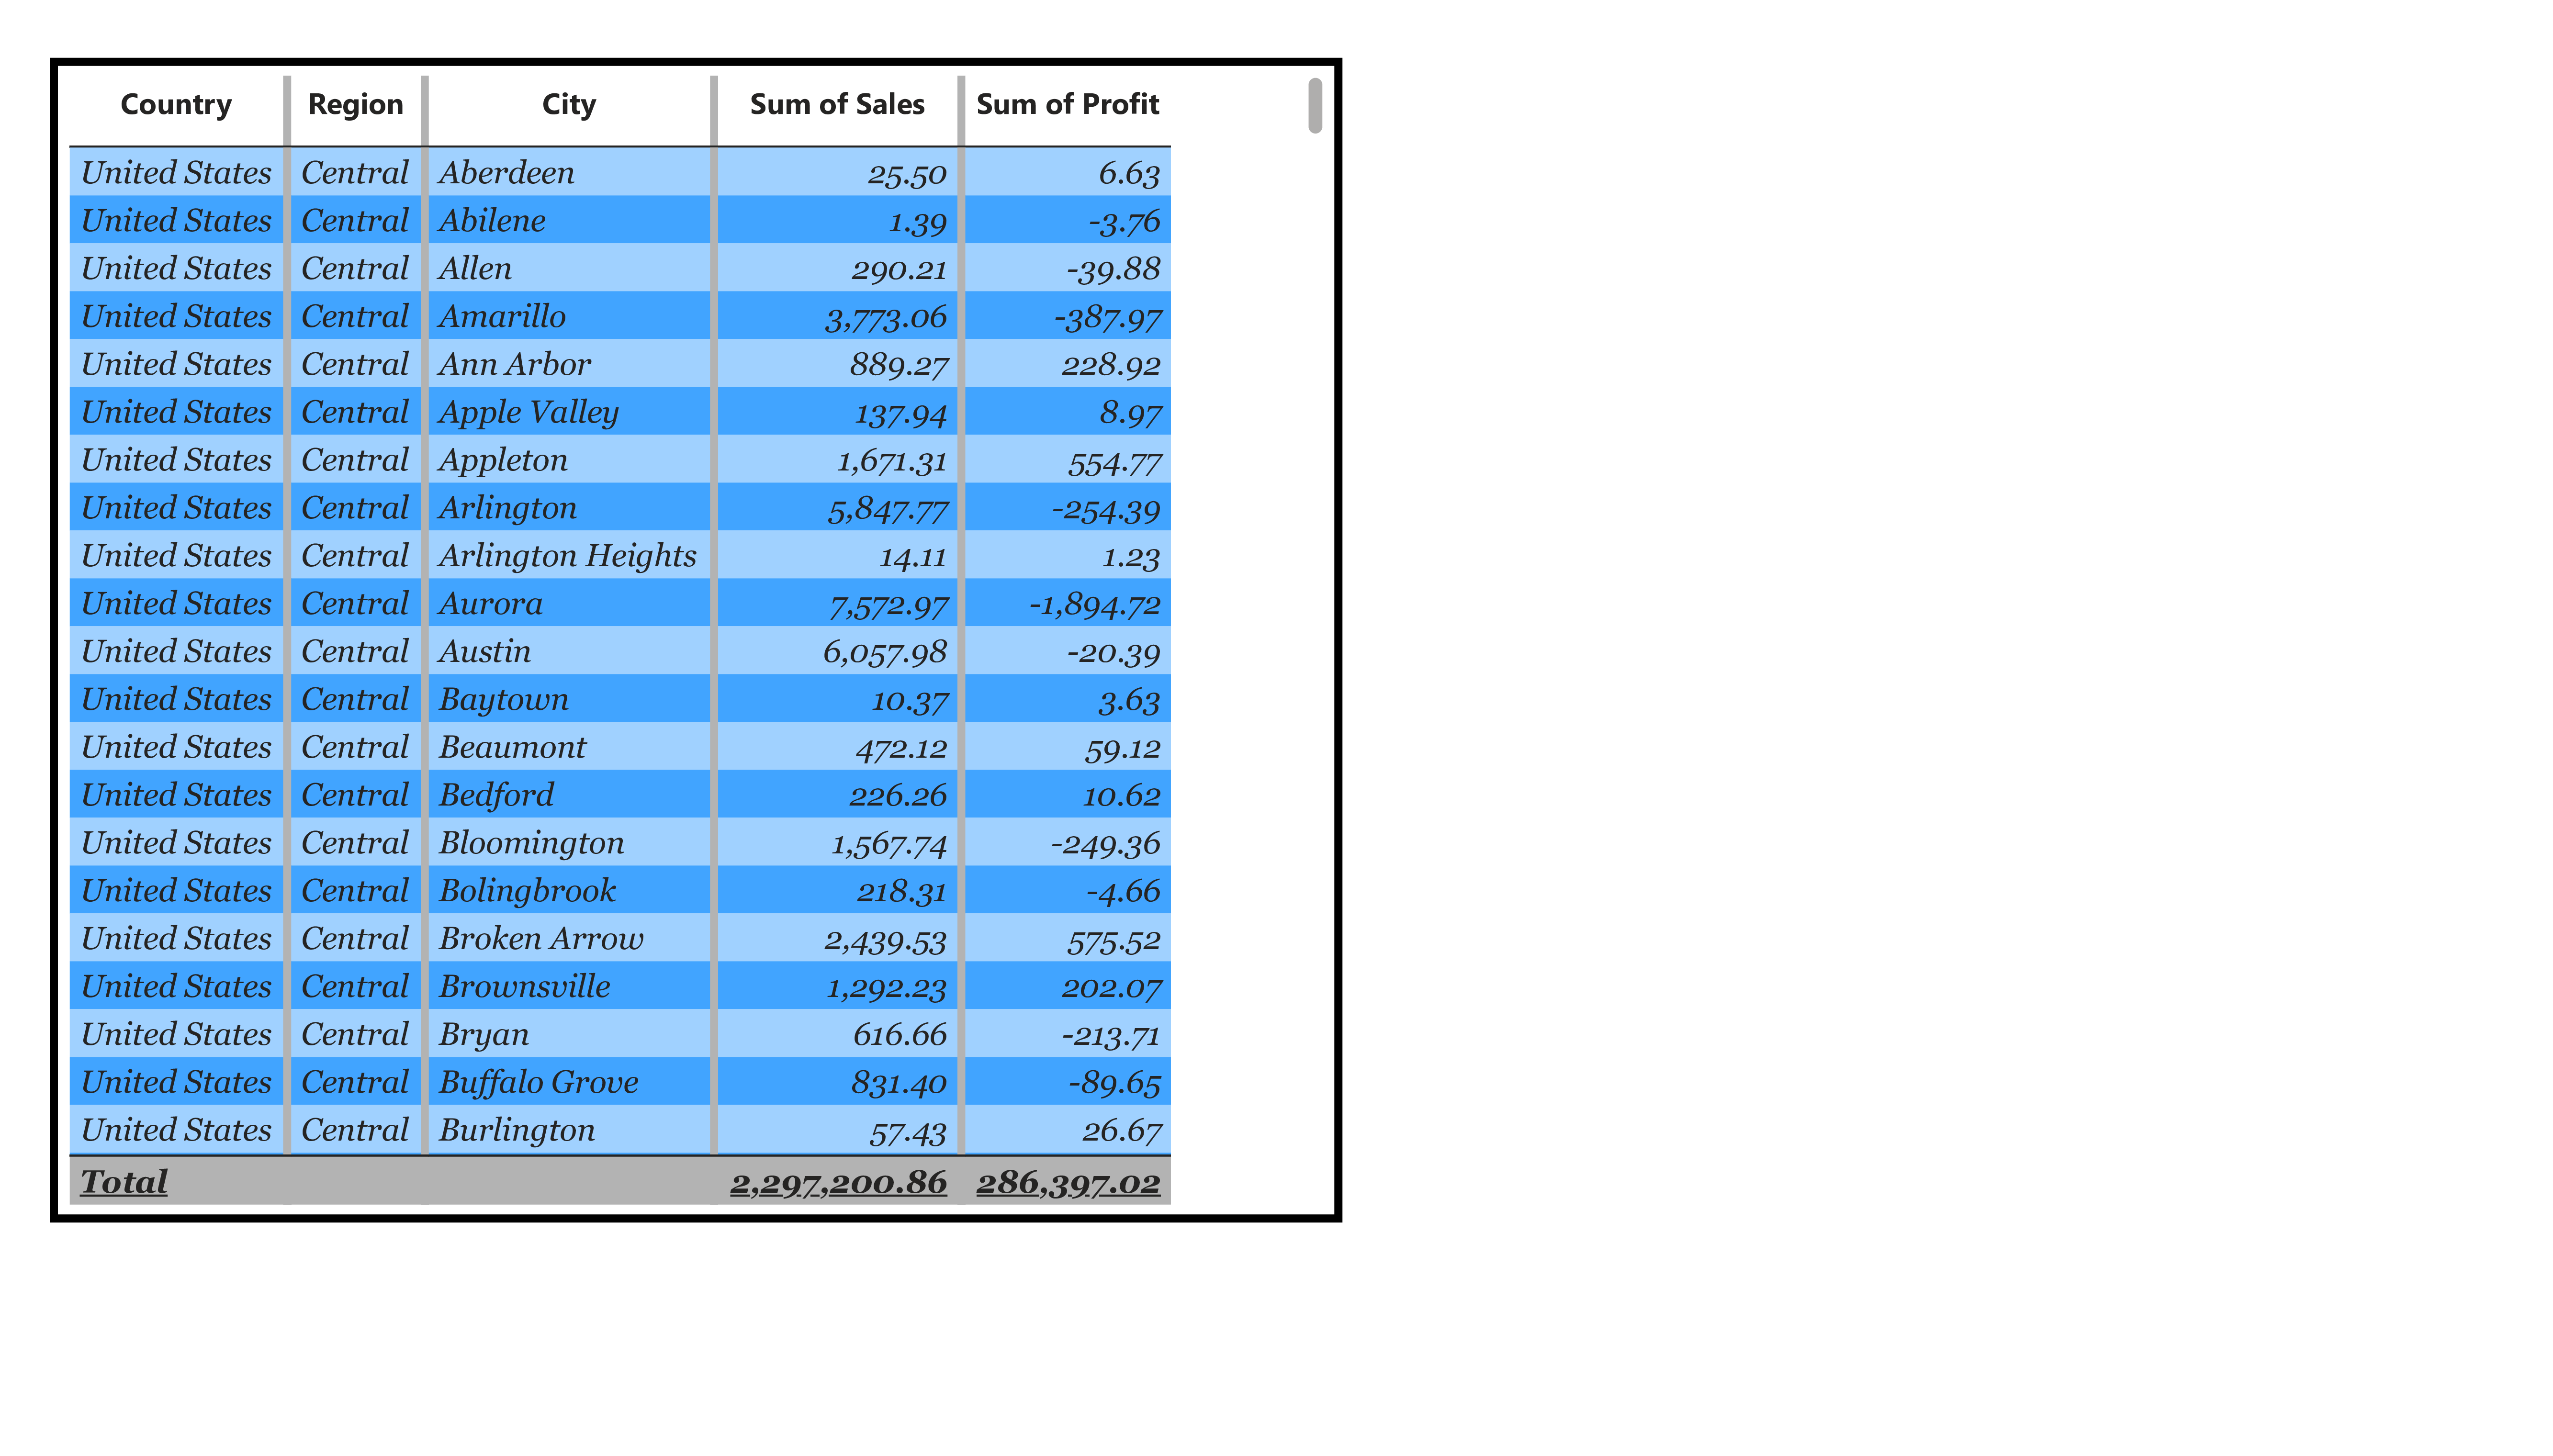 Country Region City Sum of Sales Sum of Profit
United States Central Aberdeen 25.50 6.63
United States Central Abilene 1.39 -3.76
United States Central Allen 290.21 -39.88
United States Central Amarillo 3,773.06 -387.97
United States Central Ann Arbor 889.27 228.92
United States Central Apple Valley 137.94 8.97
United States Central Appleton 1,671.31 554.77
United States Central Arlington 5,847.77 -254.39
United States Central Arlington Heights 14.11 1.23
United States Central Aurora 7,572.97 -1,894.72
United States Central Austin 6,057.98 -20.39
United States Central Baytown 10.37 3.63
United States Central Beaumont 472.12 59.12
United States Central Bedford 226.26 10.62
United States Central Bloomington 1,567.74 -249.36
United States Central Bolingbrook 218.31 -4.66
United States Central Broken Arrow 2,439.53 575.52
United States Central Brownsville 1,292.23 202.07
United States Central Bryan 616.66 -213.71
United States Central Buffalo Grove 831.40 -89.65
United States Central Burlington 57.43 26.67
Total 2,297,200.86 286,397.02